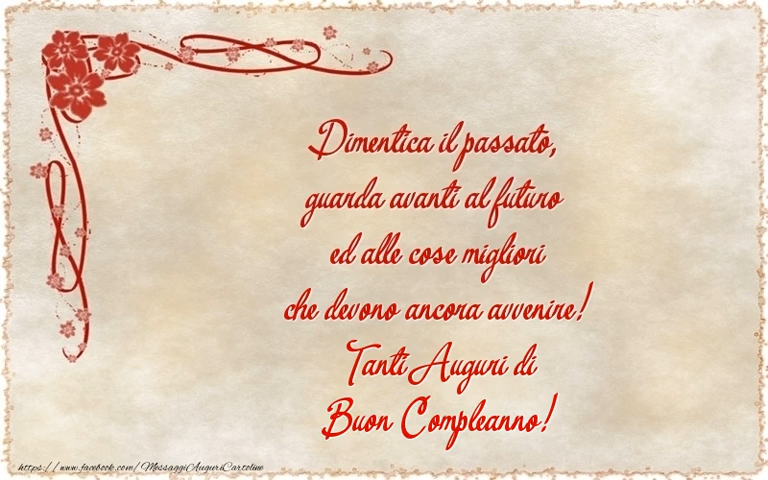 Dimentica il passato,
guarda avanti al futuro
ed alle cose migliori
che devono ancora avvenire!
Tanti Auguri di
Buon Compleanno!
https://www.facebook.com/MessaggiAuguriCartoline